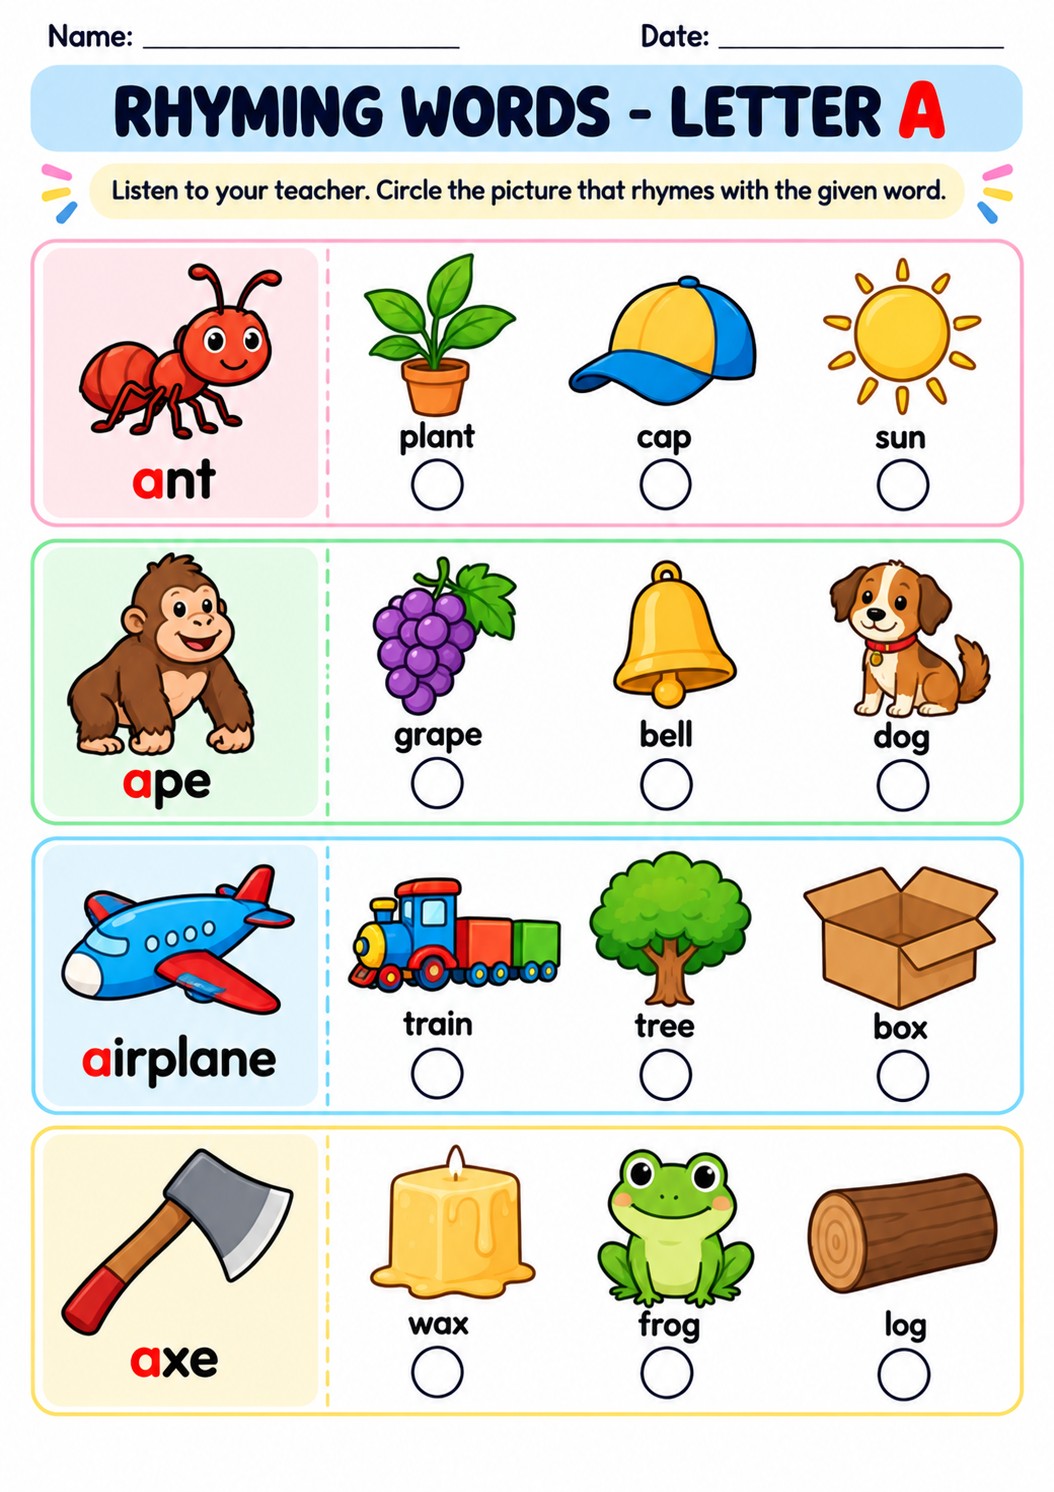 Name: Date:
RHYMING WORDS - LETTER A
Listen to your teacher. Circle the picture that rhymes with the given word.
ant
plant cap sun
ape
grape bell dog
airplane
train tree box
axe
wax frog log